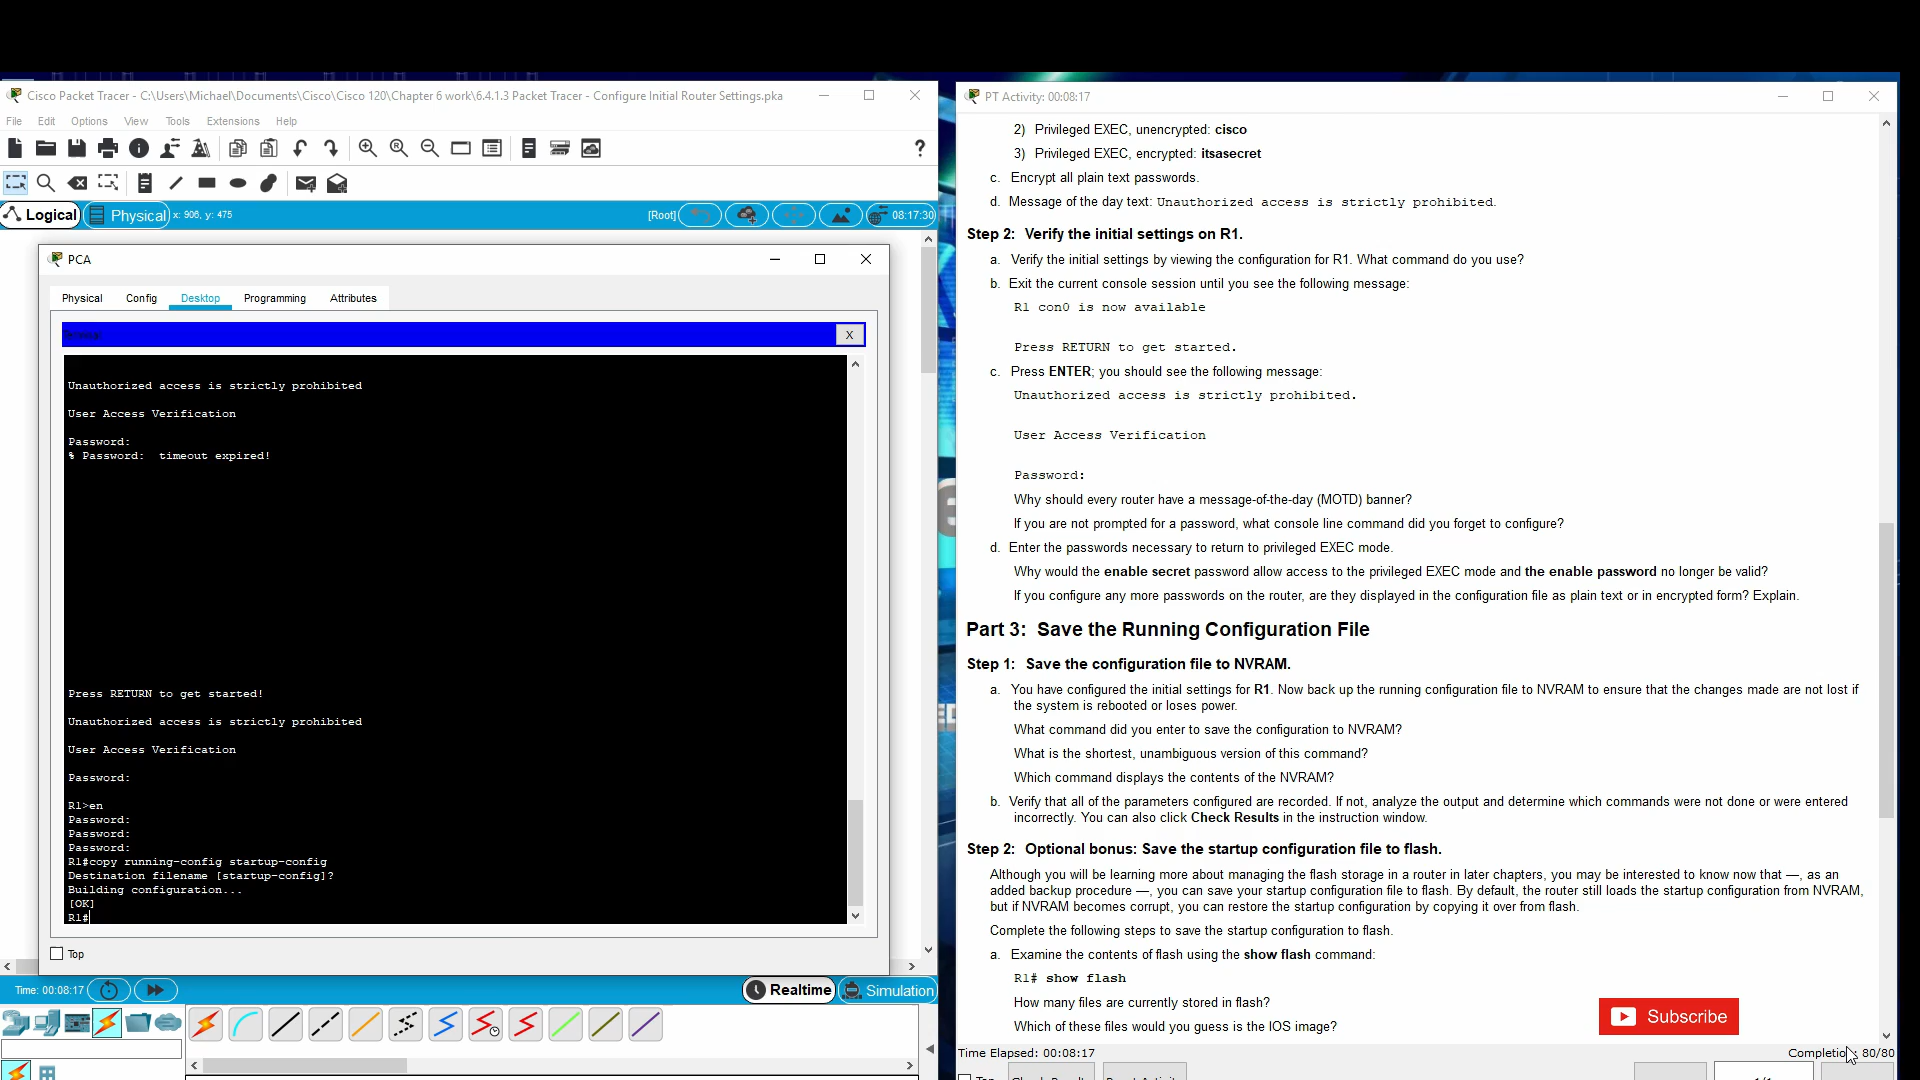 Cisco Packet Tracer - C:\Users\Michael\Documents\Cisco\Cisco 120\Chapter 6 work\6.4.1.3 Packet Tracer - Configure Initial Router Settings.pka
File Edit Options View Tools Extensions Help
Logical Physical x: 906, y: 475 [Root] 08:17:30
PCA
Physical Config Desktop Programming Attributes
X
Unauthorized access is strictly prohibited
User Access Verification
Password:
% Password:  timeout expired!
Press RETURN to get started!
Unauthorized access is strictly prohibited
User Access Verification
Password:
R1>en
Password:
Password:
Password:
R1#copy running-config startup-config
Destination filename [startup-config]?
Building configuration...
[OK]
R1#
Top
Time: 00:08:17 Realtime Simulation
PT Activity: 00:08:17
2) Privileged EXEC, unencrypted: cisco
3) Privileged EXEC, encrypted: itsasecret
c. Encrypt all plain text passwords.
d. Message of the day text: Unauthorized access is strictly prohibited.
Step 2: Verify the initial settings on R1.
a. Verify the initial settings by viewing the configuration for R1. What command do you use?
b. Exit the current console session until you see the following message:
R1 con0 is now available
Press RETURN to get started.
c. Press ENTER; you should see the following message:
Unauthorized access is strictly prohibited.
User Access Verification
Password:
Why should every router have a message-of-the-day (MOTD) banner?
If you are not prompted for a password, what console line command did you forget to configure?
d. Enter the passwords necessary to return to privileged EXEC mode.
Why would the enable secret password allow access to the privileged EXEC mode and the enable password no longer be valid?
If you configure any more passwords on the router, are they displayed in the configuration file as plain text or in encrypted form? Explain.
Part 3: Save the Running Configuration File
Step 1: Save the configuration file to NVRAM.
a. You have configured the initial settings for R1. Now back up the running configuration file to NVRAM to ensure that the changes made are not lost if
the system is rebooted or loses power.
What command did you enter to save the configuration to NVRAM?
What is the shortest, unambiguous version of this command?
Which command displays the contents of the NVRAM?
b. Verify that all of the parameters configured are recorded. If not, analyze the output and determine which commands were not done or were entered
incorrectly. You can also click Check Results in the instruction window.
Step 2: Optional bonus: Save the startup configuration file to flash.
Although you will be learning more about managing the flash storage in a router in later chapters, you may be interested to know now that —, as an
added backup procedure —, you can save your startup configuration file to flash. By default, the router still loads the startup configuration from NVRAM,
but if NVRAM becomes corrupt, you can restore the startup configuration by copying it over from flash.
Complete the following steps to save the startup configuration to flash.
a. Examine the contents of flash using the show flash command:
R1# show flash
How many files are currently stored in flash?
Which of these files would you guess is the IOS image?
Subscribe
Time Elapsed: 00:08:17 80/80